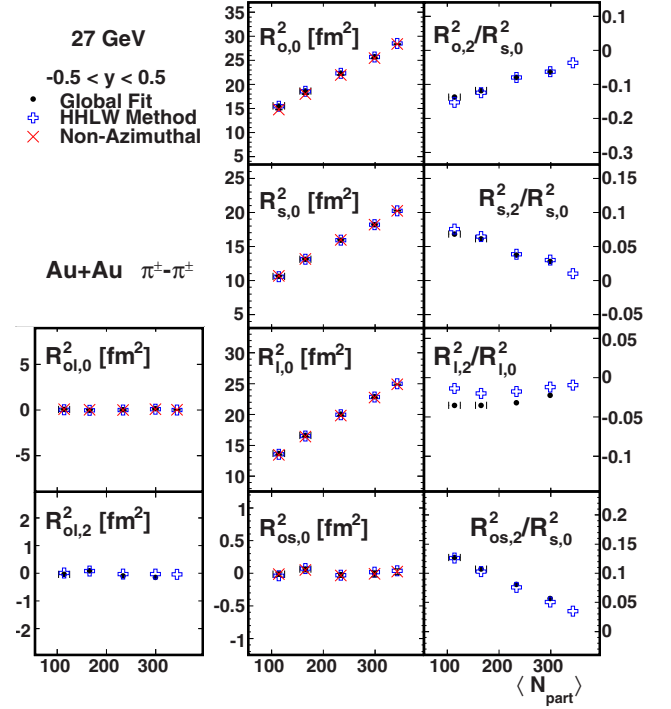 27 GeV
-0.5 < y < 0.5
Global Fit
HHLW Method
Non-Azimuthal
Au+Au π±-π±
R²o,0 [fm²]
35
30
25
20
15
10
5
R²o,2/R²s,0
0.1
0
-0.1
-0.2
-0.3
R²s,0 [fm²]
25
20
15
10
5
R²s,2/R²s,0
0.15
0.1
0.05
0
-0.05
R²ol,0 [fm²]
5
0
-5
R²l,0 [fm²]
30
25
20
15
10
R²l,2/R²l,0
0.05
0
-0.05
-0.1
R²ol,2 [fm²]
2
1
0
-1
-2
100 200 300
R²os,0 [fm²]
1
0.5
0
-0.5
-1
100 200 300
R²os,2/R²s,0
0.2
0.15
0.1
0.05
0
100 200 300
⟨ Npart ⟩